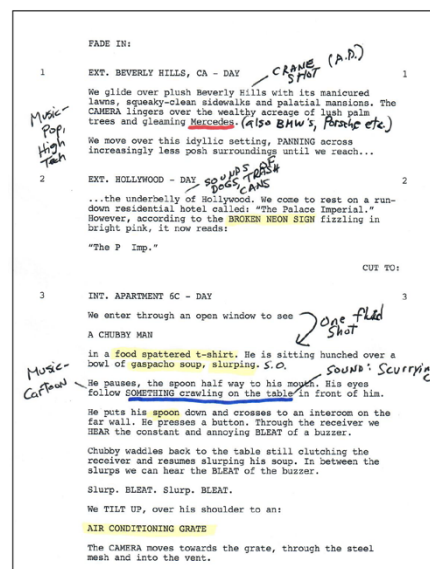 FADE IN:
CRANE SHOT (A.D.)
1 EXT. BEVERLY HILLS, CA - DAY 1
We glide over plush Beverly Hills with its manicured
lawns, squeaky-clean sidewalks and palatial mansions. The
CAMERA lingers over the wealthy acreage of lush palm
trees and gleaming Mercedes. (also BMW's, Porsche etc.)
Music-
Pop,
High
Tech
We move over this idyllic setting, PANNING across
increasingly less posh surroundings until we reach...
2 EXT. HOLLYWOOD - DAY 2
SOUNDS OF
DOGS, TRASH
CANS
...the underbelly of Hollywood. We come to rest on a run-
down residential hotel called: "The Palace Imperial."
However, according to the BROKEN NEON SIGN fizzling in
bright pink, it now reads:
"The P Imp."
CUT TO:
3 INT. APARTMENT 6C - DAY 3
We enter through an open window to see
One fluid
Shot
A CHUBBY MAN
in a food spattered t-shirt. He is sitting hunched over a
bowl of gaspacho soup, slurping. S.O.
SOUND: Scurrying
Music-
Cartoon
He pauses, the spoon half way to his mouth. His eyes
follow SOMETHING crawling on the table in front of him.
He puts his spoon down and crosses to an intercom on the
far wall. He presses a button. Through the receiver we
HEAR the constant and annoying BLEAT of a buzzer.
Chubby waddles back to the table still clutching the
receiver and resumes slurping his soup. In between the
slurps we can hear the BLEAT of the buzzer.
Slurp. BLEAT. Slurp. BLEAT.
We TILT UP, over his shoulder to an:
AIR CONDITIONING GRATE
The CAMERA moves towards the grate, through the steel
mesh and into the vent.